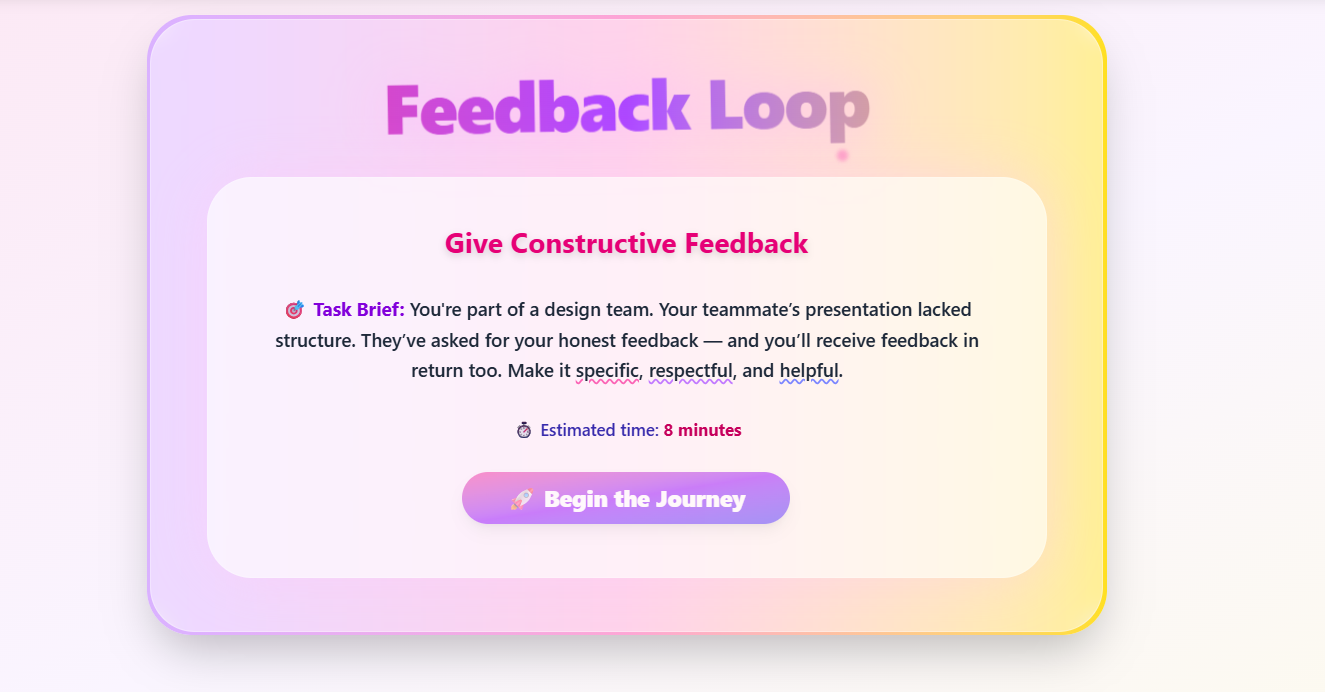 Feedback Loop
Give Constructive Feedback
🎯 Task Brief: You're part of a design team. Your teammate’s presentation lacked
structure. They’ve asked for your honest feedback — and you’ll receive feedback in
return too. Make it specific, respectful, and helpful.
⏱ Estimated time: 8 minutes
🚀 Begin the Journey